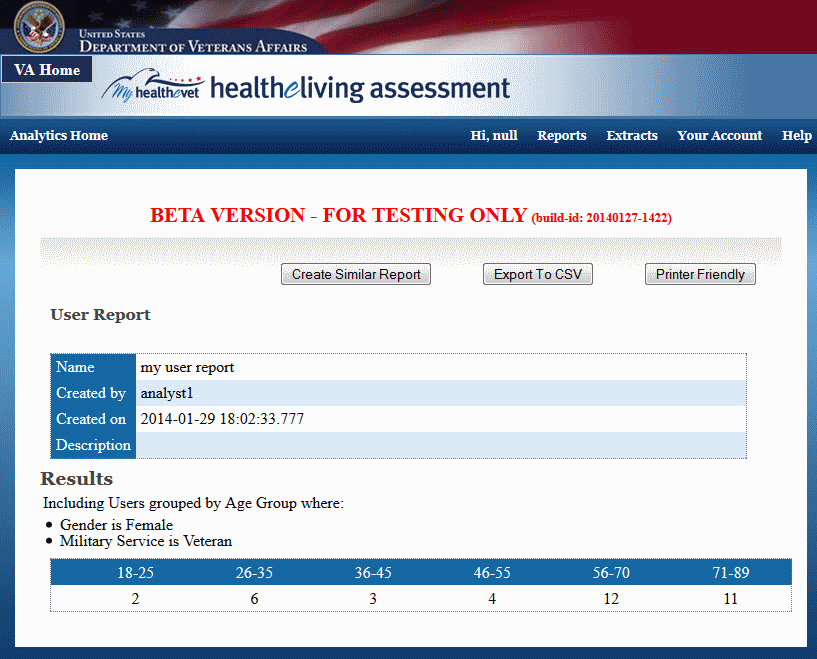 UNITED STATES
DEPARTMENT OF VETERANS AFFAIRS
VA Home
My healthevet healtheliving assessment
Analytics Home Hi, null Reports Extracts Your Account Help
BETA VERSION - FOR TESTING ONLY (build-id: 20140127-1422)
Create Similar Report Export To CSV Printer Friendly
User Report
Name my user report
Created by analyst1
Created on 2014-01-29 18:02:33.777
Description
Results
Including Users grouped by Age Group where:
• Gender is Female
• Military Service is Veteran
18-25 26-35 36-45 46-55 56-70 71-89
2 6 3 4 12 11